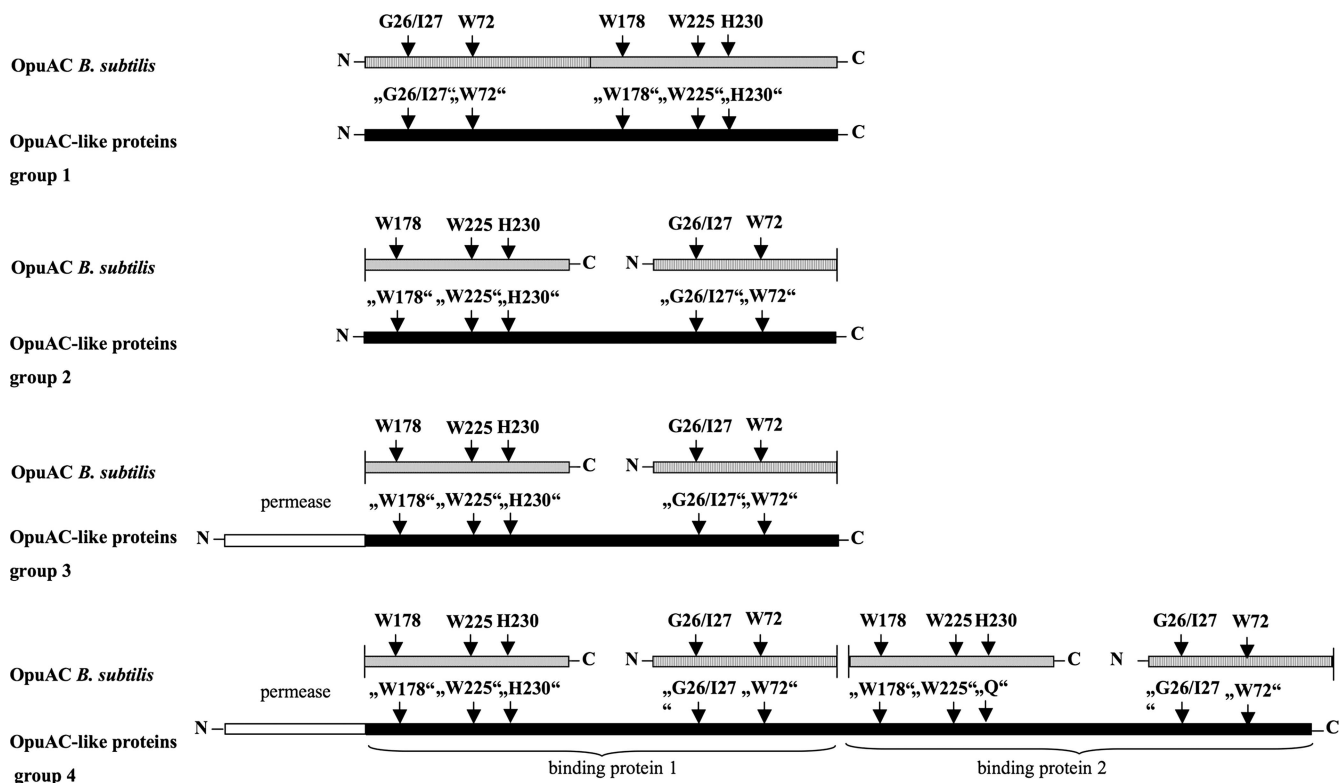 G26/I27 W72 W178 W225 H230
OpuAC B. subtilis N C
„G26/I27“ „W72“ „W178“ „W225“ „H230“
OpuAC-like proteins N C
group 1
W178 W225 H230 G26/I27 W72
OpuAC B. subtilis C N
„W178“ „W225“ „H230“ „G26/I27“ „W72“
OpuAC-like proteins N C
group 2
W178 W225 H230 G26/I27 W72
OpuAC B. subtilis C N
permease „W178“ „W225“ „H230“ „G26/I27“ „W72“
OpuAC-like proteins N C
group 3
W178 W225 H230 G26/I27 W72 W178 W225 H230 G26/I27 W72
OpuAC B. subtilis C N C N
permease „W178“ „W225“ „H230“ „G26/I27 “ „W72“ „W178“ „W225“ „Q“ „G26/I27 “ „W72“
OpuAC-like proteins N C
group 4
binding protein 1 binding protein 2